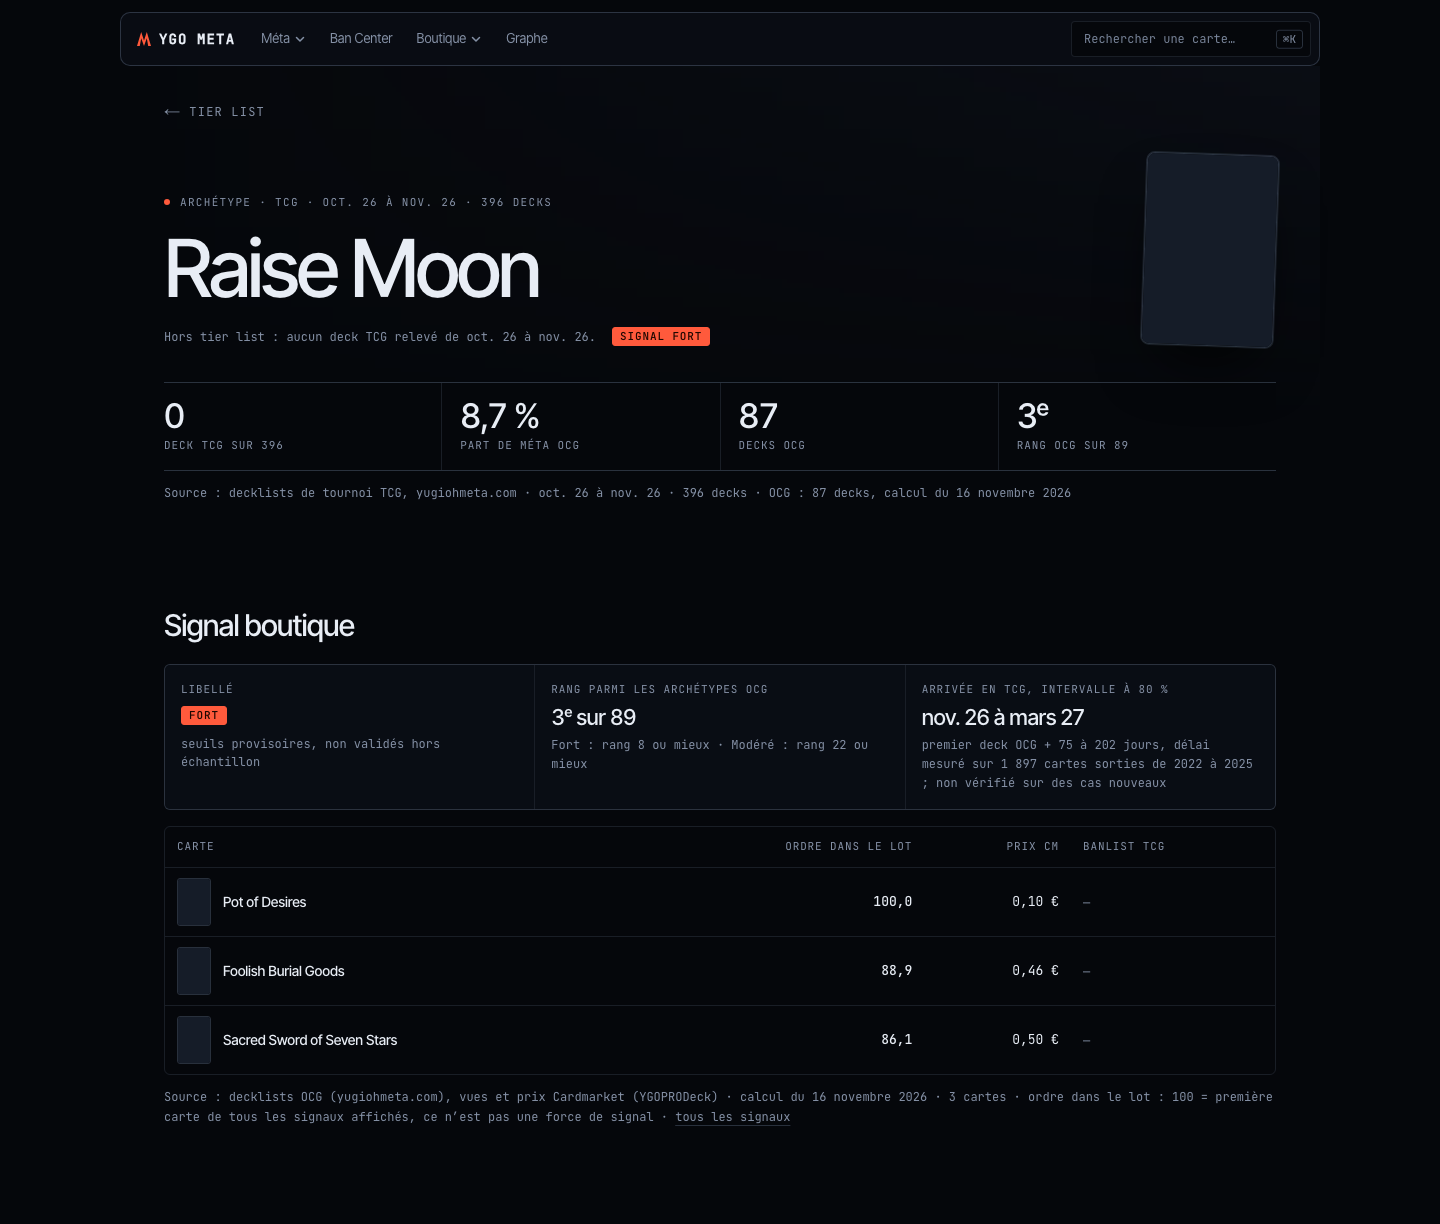 YGO META
Méta
Ban Center
Boutique
Graphe
Rechercher une carte…
⌘K
← TIER LIST
ARCHÉTYPE · TCG · OCT. 26 À NOV. 26 · 396 DECKS
Raise Moon
Hors tier list : aucun deck TCG relevé de oct. 26 à nov. 26.
SIGNAL FORT
0
DECK TCG SUR 396
8,7 %
PART DE MÉTA OCG
87
DECKS OCG
3e
RANG OCG SUR 89
Source : decklists de tournoi TCG, yugiohmeta.com · oct. 26 à nov. 26 · 396 decks · OCG : 87 decks, calcul du 16 novembre 2026
Signal boutique
LIBELLÉ
FORT
seuils provisoires, non validés hors
échantillon
RANG PARMI LES ARCHÉTYPES OCG
3e sur 89
Fort : rang 8 ou mieux · Modéré : rang 22 ou
mieux
ARRIVÉE EN TCG, INTERVALLE À 80 %
nov. 26 à mars 27
premier deck OCG + 75 à 202 jours, délai
mesuré sur 1 897 cartes sorties de 2022 à 2025
; non vérifié sur des cas nouveaux
CARTE ORDRE DANS LE LOT PRIX CM BANLIST TCG
Pot of Desires 100,0 0,10 € —
Foolish Burial Goods 88,9 0,46 € —
Sacred Sword of Seven Stars 86,1 0,50 € —
Source : decklists OCG (yugiohmeta.com), vues et prix Cardmarket (YGOPRODeck) · calcul du 16 novembre 2026 · 3 cartes · ordre dans le lot : 100 = première
carte de tous les signaux affichés, ce n’est pas une force de signal · tous les signaux